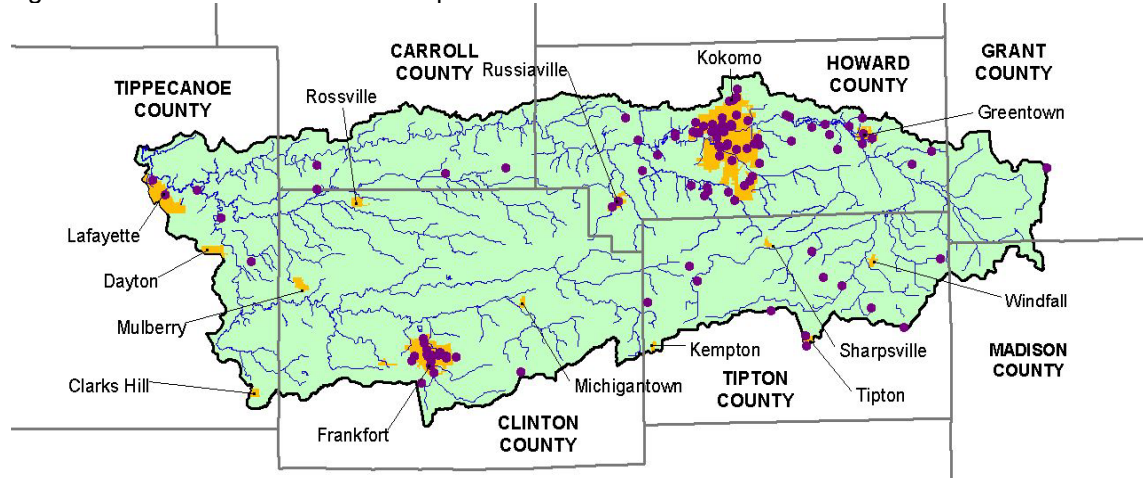 CARROLL
COUNTY
Russiaville
Kokomo
HOWARD
COUNTY
GRANT
COUNTY
TIPPECANOE
COUNTY
Rossville
Greentown
Lafayette
Dayton
Mulberry
Clarks Hill
Frankfort
CLINTON
COUNTY
Michigantown
Kempton
TIPTON
COUNTY
Sharpsville
Tipton
Windfall
MADISON
COUNTY